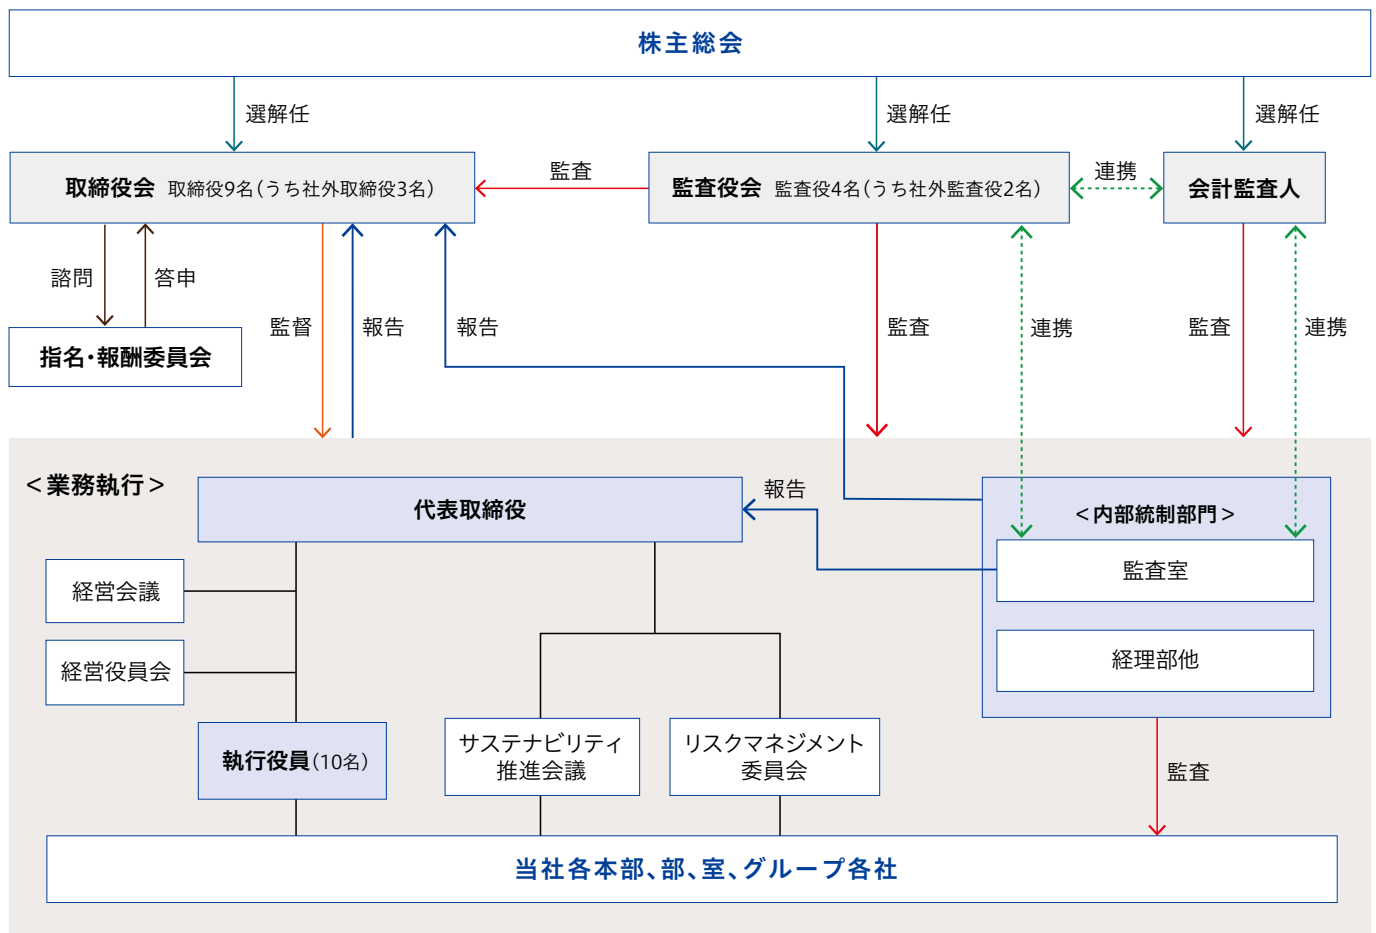 株主総会
選解任
選解任
選解任
取締役会 取締役9名(うち社外取締役3名)
監査
監査役会 監査役4名(うち社外監査役2名)
連携
会計監査人
諮問
答申
監督
報告
報告
監査
連携
監査
連携
指名・報酬委員会
<業務執行>
代表取締役
報告
<内部統制部門>
監査室
経営会議
経営役員会
経理部他
執行役員(10名)
サステナビリティ
推進会議
リスクマネジメント
委員会
監査
当社各本部、部、室、グループ各社